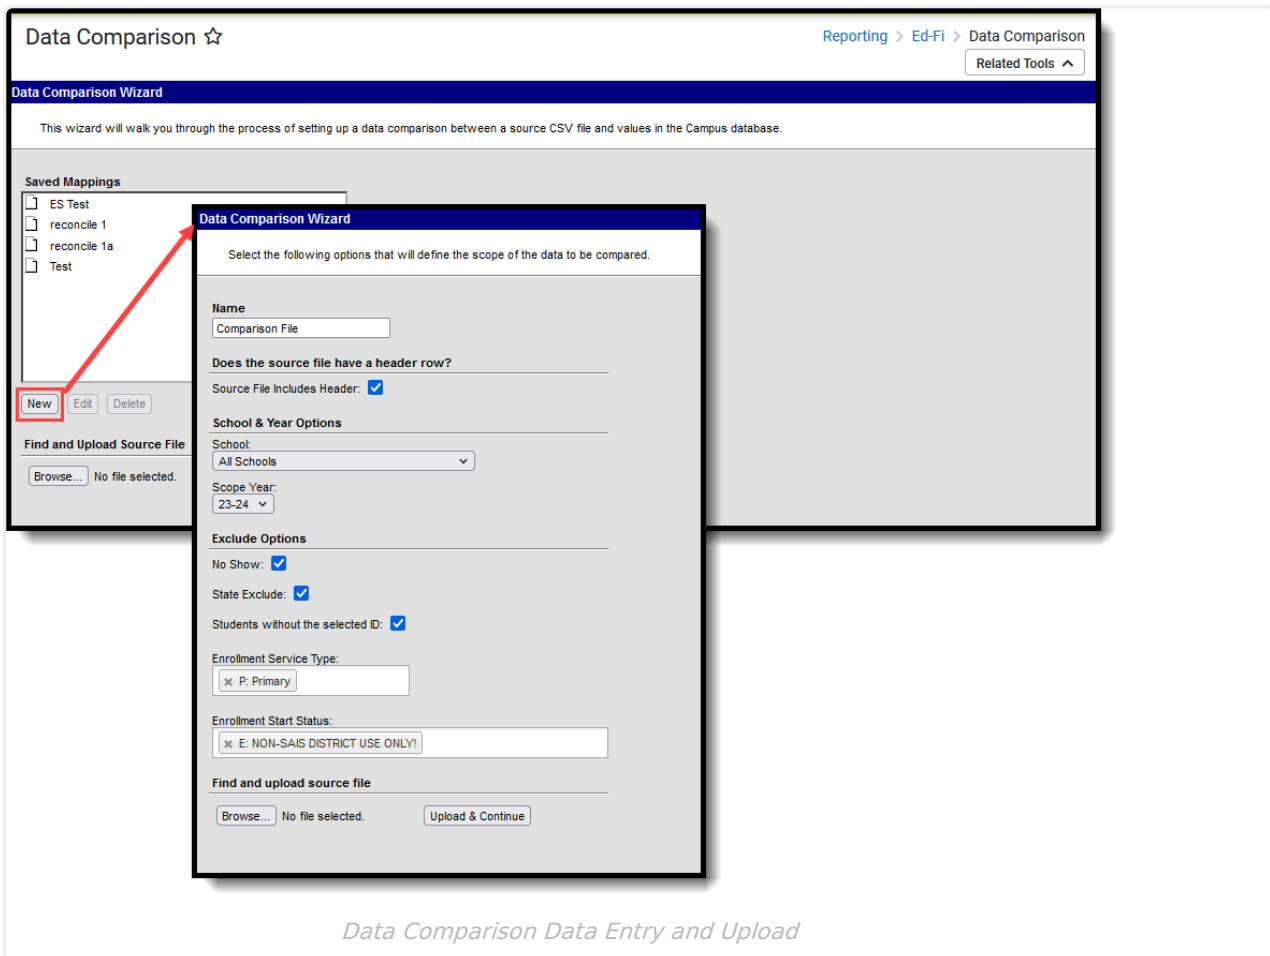 Data Comparison
Reporting > Ed-Fi > Data Comparison
Related Tools
Data Comparison Wizard
This wizard will walk you through the process of setting up a data comparison between a source CSV file and values in the Campus database.
Saved Mappings
ES Test
reconcile 1
reconcile 1a
Test
New Edit Delete
Find and Upload Source File
Browse... No file selected.
Data Comparison Wizard
Select the following options that will define the scope of the data to be compared.
Name
Comparison File
Does the source file have a header row?
Source File Includes Header:
School & Year Options
School:
All Schools
Scope Year:
23-24
Exclude Options
No Show:
State Exclude:
Students without the selected ID:
Enrollment Service Type:
× P: Primary
Enrollment Start Status:
× E: NON-SAIS DISTRICT USE ONLY!
Find and upload source file
Browse... No file selected. Upload & Continue
Data Comparison Data Entry and Upload